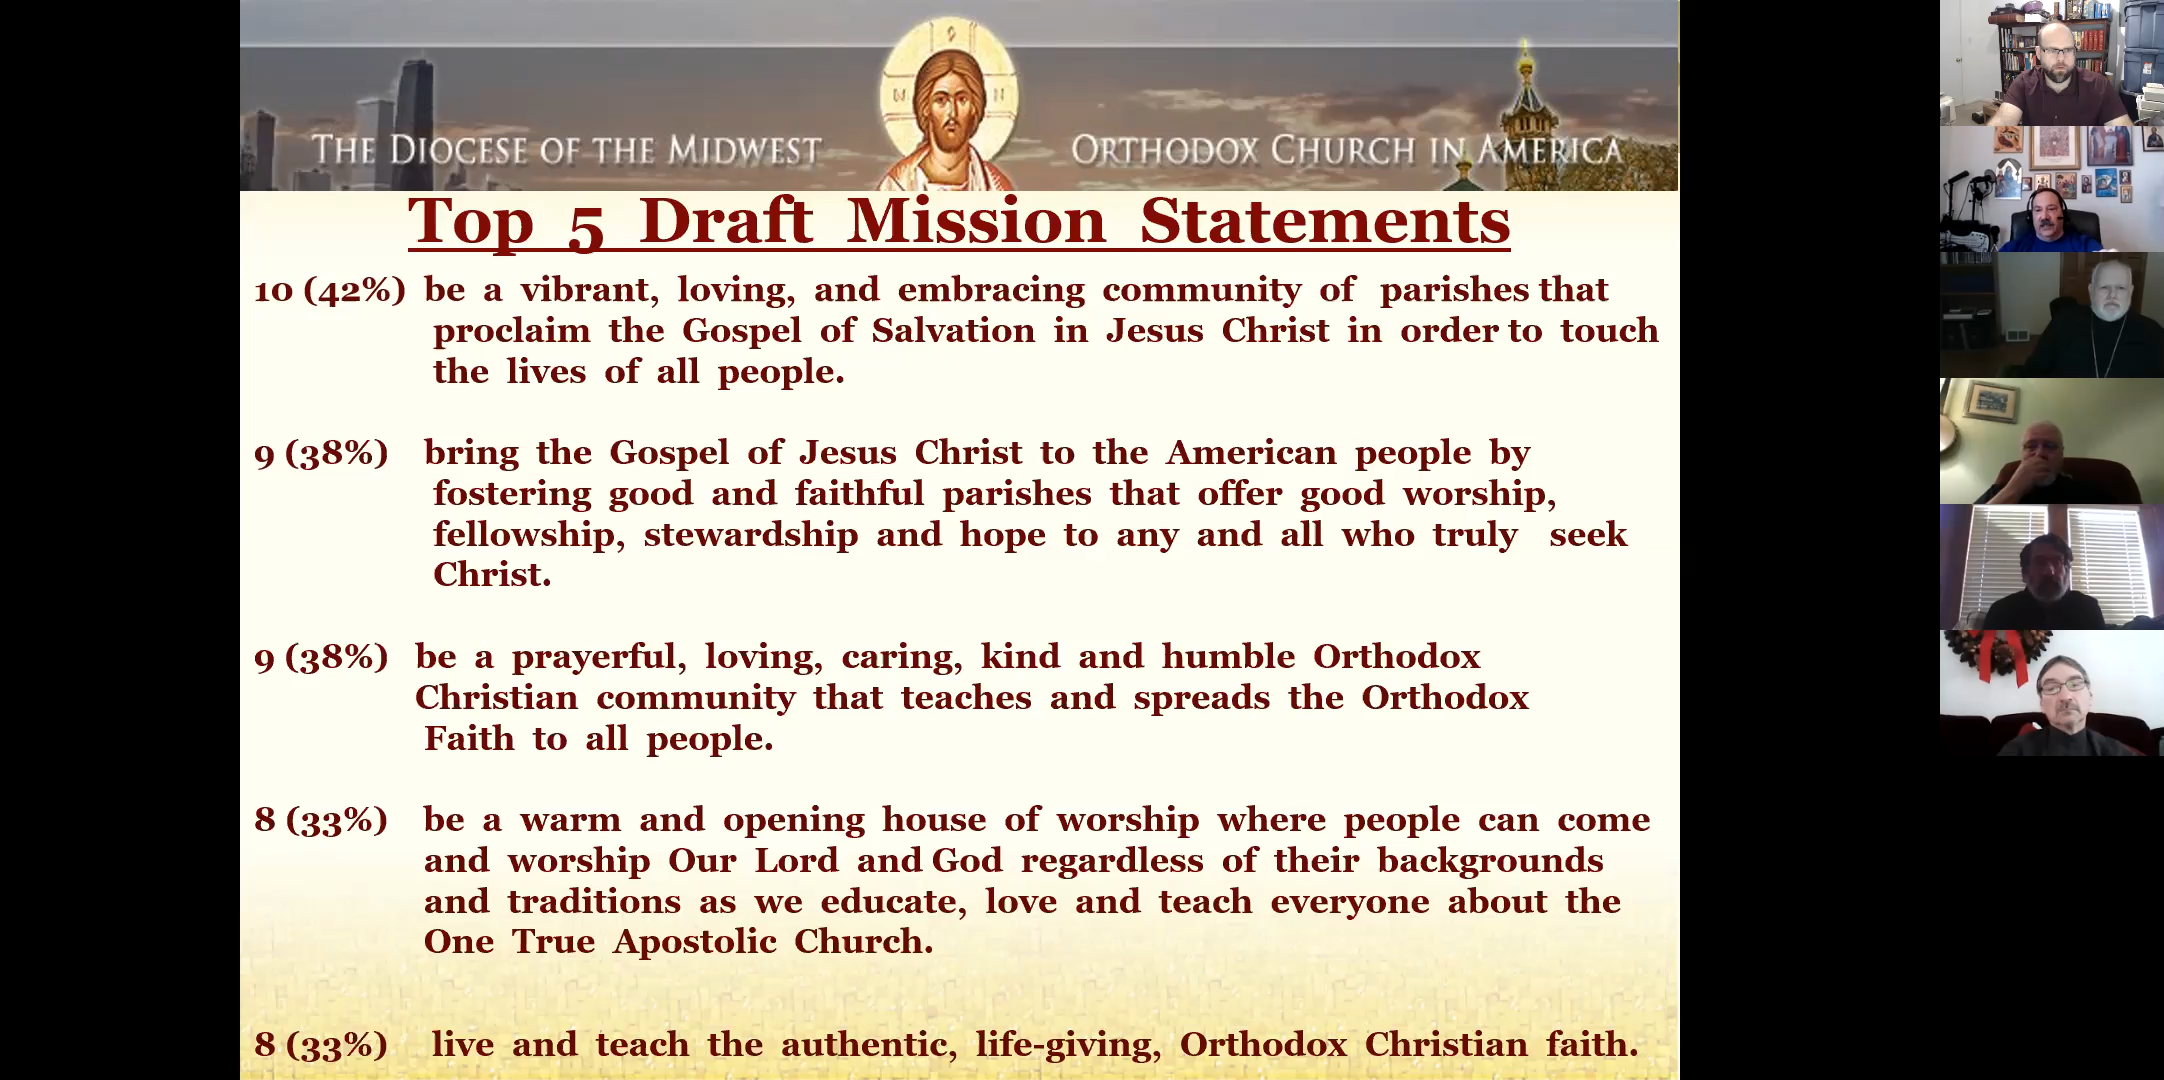 THE DIOCESE OF THE MIDWEST
ORTHODOX CHURCH IN AMERICA
Top 5 Draft Mission Statements
10 (42%) be a vibrant, loving, and embracing community of parishes that
proclaim the Gospel of Salvation in Jesus Christ in order to touch
the lives of all people.
9 (38%) bring the Gospel of Jesus Christ to the American people by
fostering good and faithful parishes that offer good worship,
fellowship, stewardship and hope to any and all who truly seek
Christ.
9 (38%) be a prayerful, loving, caring, kind and humble Orthodox
Christian community that teaches and spreads the Orthodox
Faith to all people.
8 (33%) be a warm and opening house of worship where people can come
and worship Our Lord and God regardless of their backgrounds
and traditions as we educate, love and teach everyone about the
One True Apostolic Church.
8 (33%) live and teach the authentic, life-giving, Orthodox Christian faith.